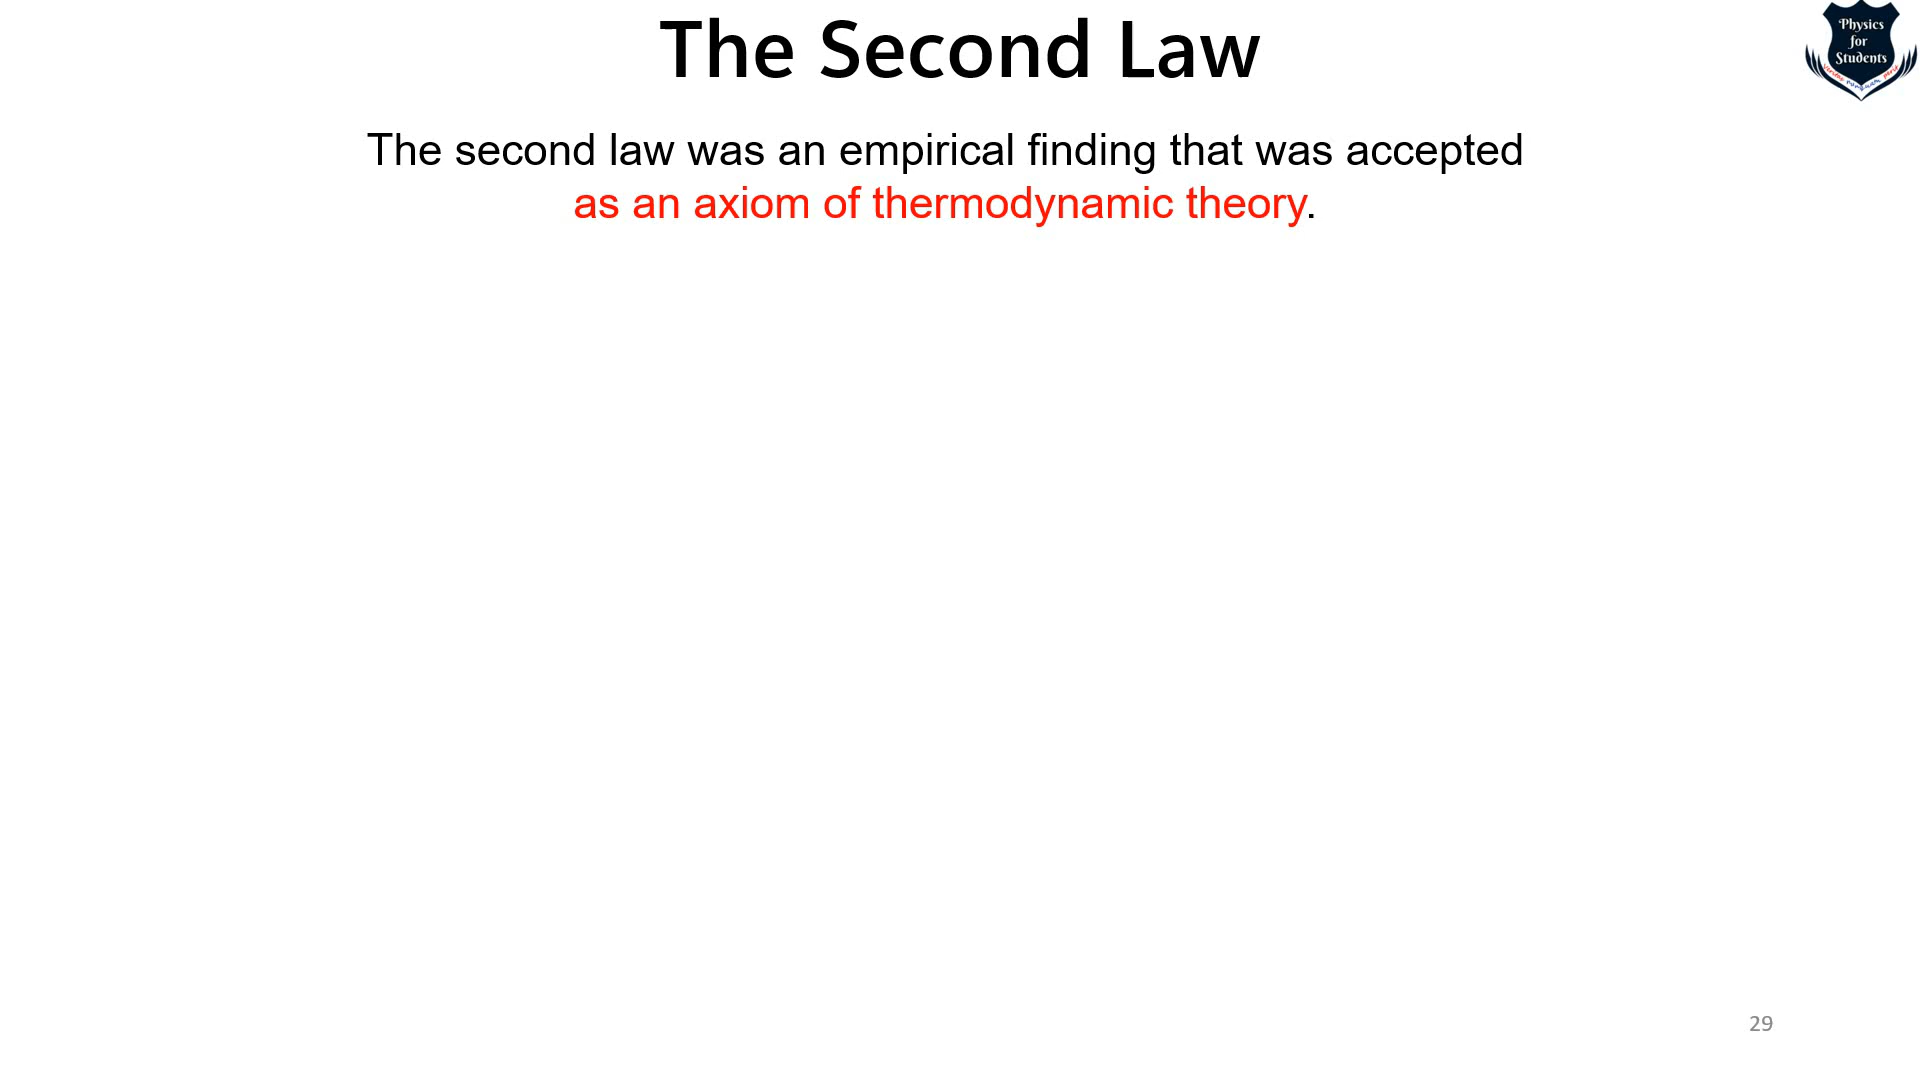 The Second Law
Physics
for
Students
The second law was an empirical finding that was accepted
as an axiom of thermodynamic theory.
29